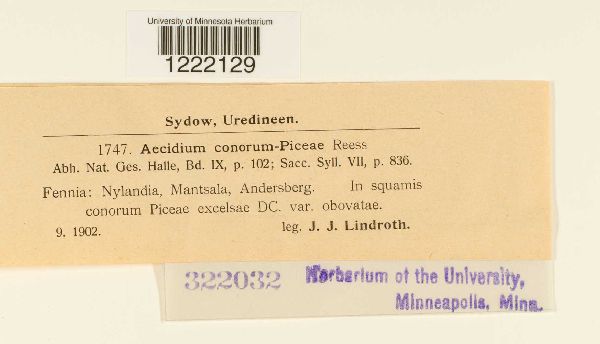 University of Minnesota Herbarium
1222129
Sydow, Uredineen.
1747. Aecidium conorum-Piceae Reess
Abh. Nat. Ges. Halle, Bd. IX, p. 102; Sacc. Syll. VII, p. 836.
Fennia: Nylandia, Mantsala, Andersberg. In squamis
conorum Piceae excelsae DC. var. obovatae.
9. 1902. leg. J. J. Lindroth.
322032 Herbarium of the University,
Minneapolis, Minn.